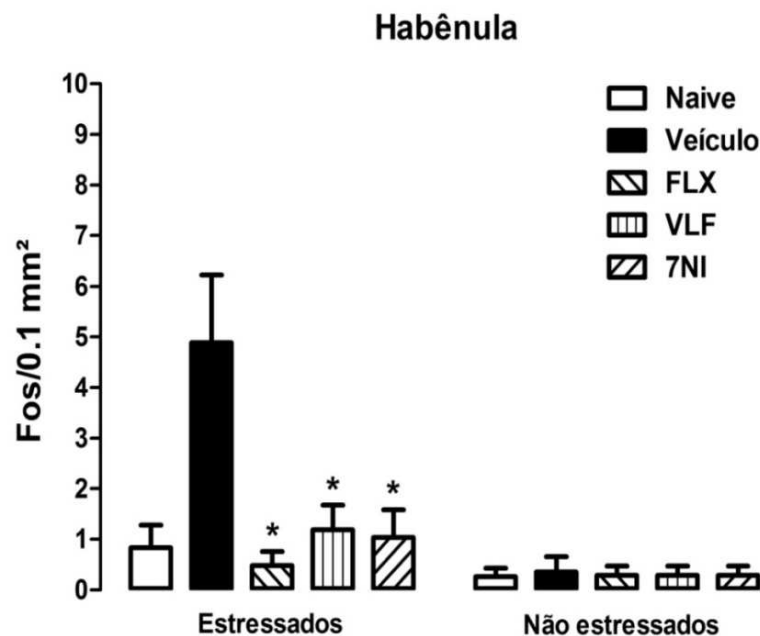 Habênula
Fos/0.1 mm²
10
9
8
7
6
5
4
3
2
1
0
Naive
Veículo
FLX
VLF
7NI
*
*
*
Estressados
Não estressados